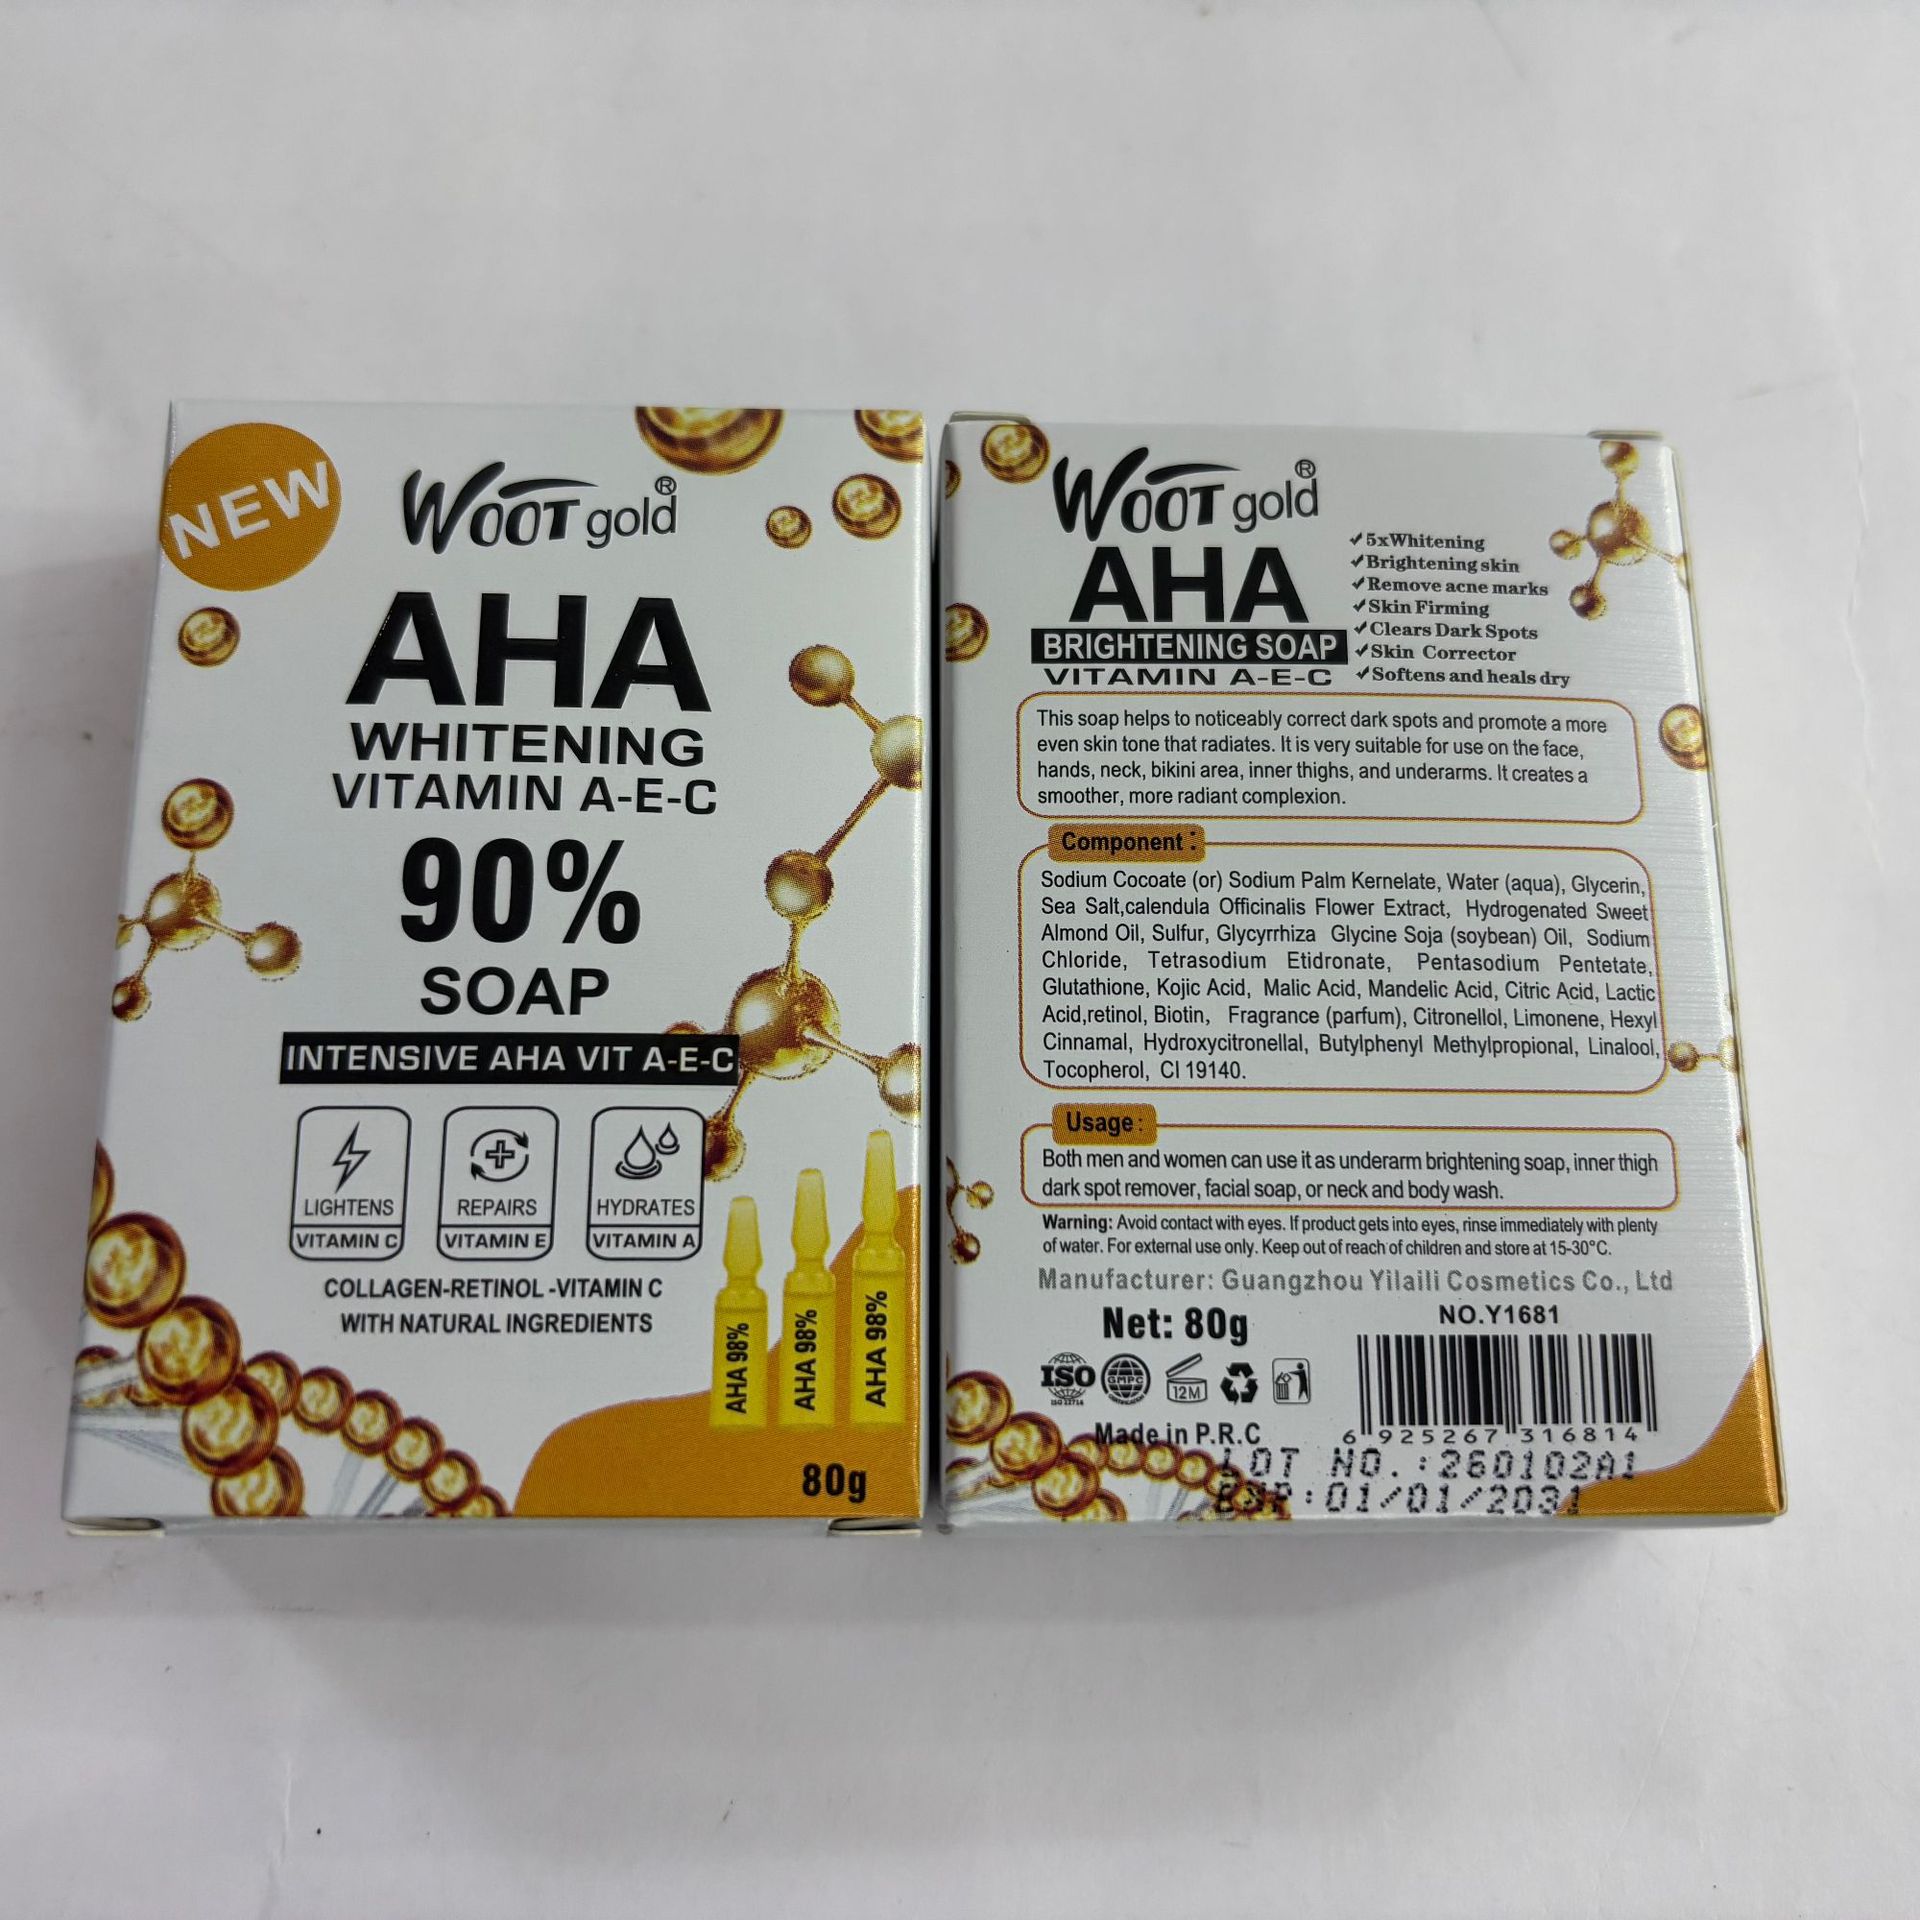 NEW
WOOT gold®
AHA
WHITENING
VITAMIN A-E-C
90%
SOAP
INTENSIVE AHA VIT A-E-C
LIGHTENS REPAIRS HYDRATES
VITAMIN C VITAMIN E VITAMIN A
COLLAGEN-RETINOL -VITAMIN C
WITH NATURAL INGREDIENTS
AHA 98%
AHA 98%
AHA 98%
80g
WOOT gold®
AHA
BRIGHTENING SOAP
VITAMIN A-E-C
✓5xWhitening
✓Brightening skin
✓Remove acne marks
✓Skin Firming
✓Clears Dark Spots
✓Skin Corrector
✓Softens and heals dry
This soap helps to noticeably correct dark spots and promote a more
even skin tone that radiates. It is very suitable for use on the face,
hands, neck, bikini area, inner thighs, and underarms. It creates a
smoother, more radiant complexion.
Component :
Sodium Cocoate (or) Sodium Palm Kernelate, Water (aqua), Glycerin,
Sea Salt,calendula Officinalis Flower Extract, Hydrogenated Sweet
Almond Oil, Sulfur, Glycyrrhiza Glycine Soja (soybean) Oil, Sodium
Chloride, Tetrasodium Etidronate, Pentasodium Pentetate,
Glutathione, Kojic Acid, Malic Acid, Mandelic Acid, Citric Acid, Lactic
Acid,retinol, Biotin, Fragrance (parfum), Citronellol, Limonene, Hexyl
Cinnamal, Hydroxycitronellal, Butylphenyl Methylpropional, Linalool,
Tocopherol, CI 19140.
Usage :
Both men and women can use it as underarm brightening soap, inner thigh
dark spot remover, facial soap, or neck and body wash.
Warning: Avoid contact with eyes. If product gets into eyes, rinse immediately with plenty
of water. For external use only. Keep out of reach of children and store at 15-30°C.
Manufacturer: Guangzhou Yilaili Cosmetics Co., Ltd
Net: 80g
NO.Y1681
ISO
ISO 22716
GMPC
12M
Made in P.R.C
6 925267 316814
LOT NO.:260102A1
EXP:01/01/2031